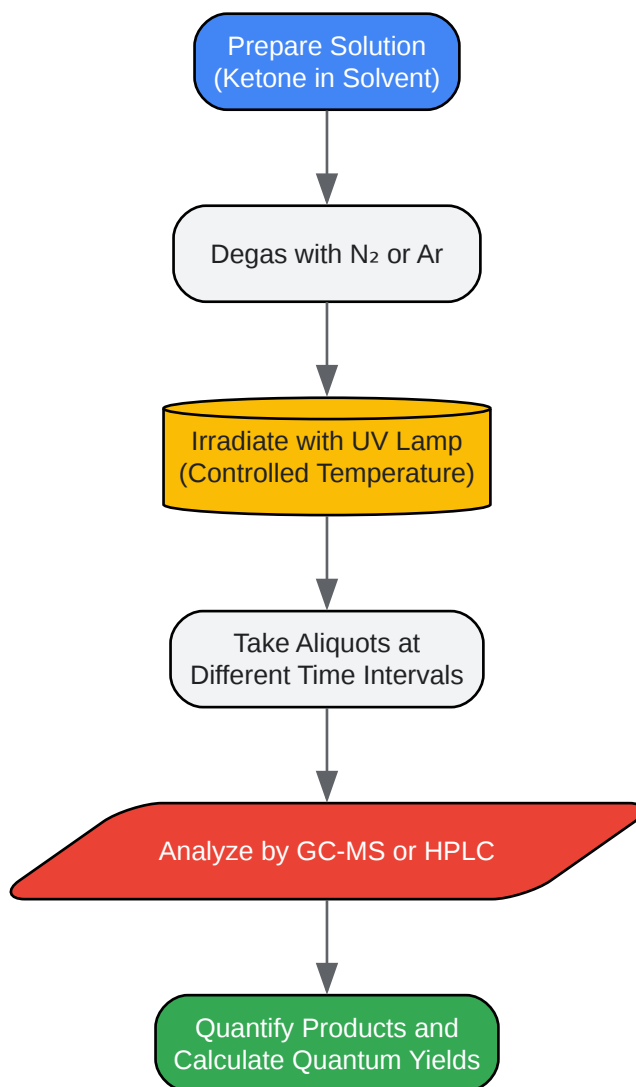 Prepare Solution
(Ketone in Solvent)
Degas with N₂ or Ar
Irradiate with UV Lamp
(Controlled Temperature)
Take Aliquots at
Different Time Intervals
Analyze by GC-MS or HPLC
Quantify Products and
Calculate Quantum Yields